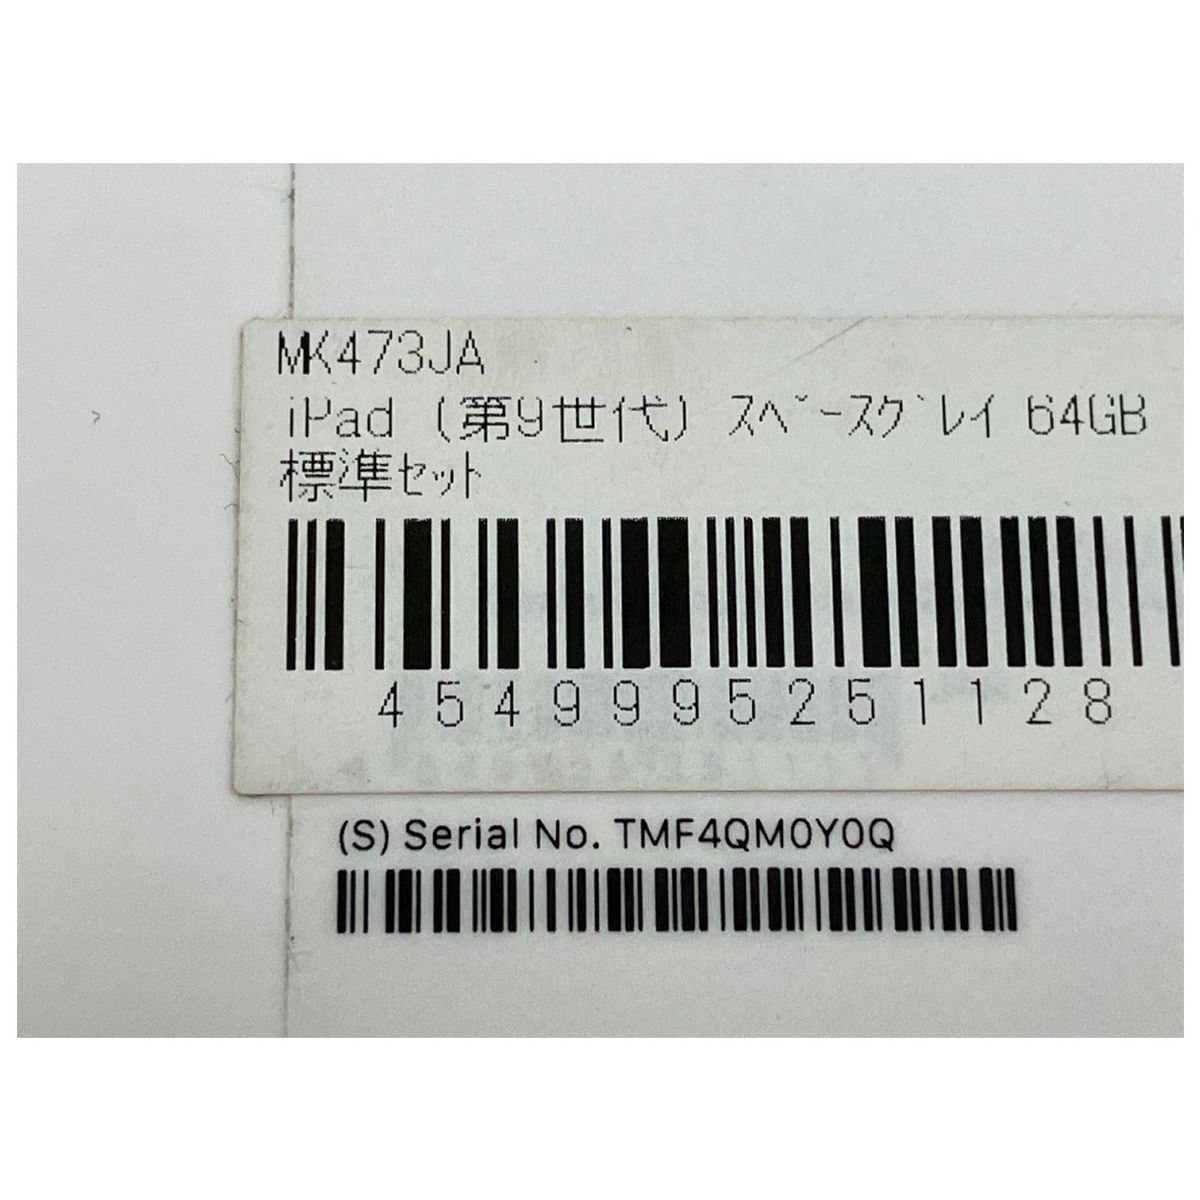 MK473JA
iPad (第9世代) ｽﾍﾟｰｽｸﾞﾚｲ 64GB
標準ｾｯﾄ
4549995251128
(S) Serial No. TMF4QM0Y0Q